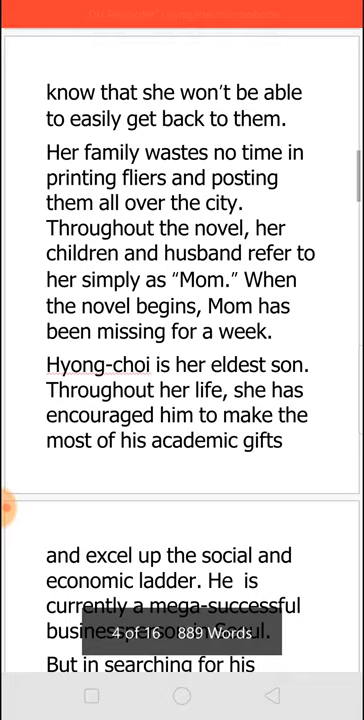 know that she won't be able
to easily get back to them.
Her family wastes no time in
printing fliers and posting
them all over the city.
Throughout the novel, her
children and husband refer to
her simply as “Mom.” When
the novel begins, Mom has
been missing for a week.
Hyong-choi is her eldest son.
Throughout her life, she has
encouraged him to make the
most of his academic gifts
and excel up the social and
economic ladder. He is
currently a mega-successful
4 of 16 889 Words
But in searching for his